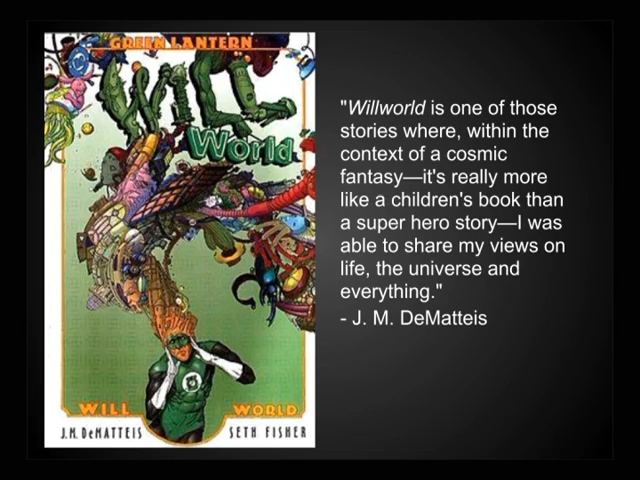 GREEN LANTERN
WILL
World
WILL WORLD
J.M. DeMATTEIS SETH FISHER
"Willworld is one of those
stories where, within the
context of a cosmic
fantasy—it's really more
like a children's book than
a super hero story—I was
able to share my views on
life, the universe and
everything."
- J. M. DeMatteis